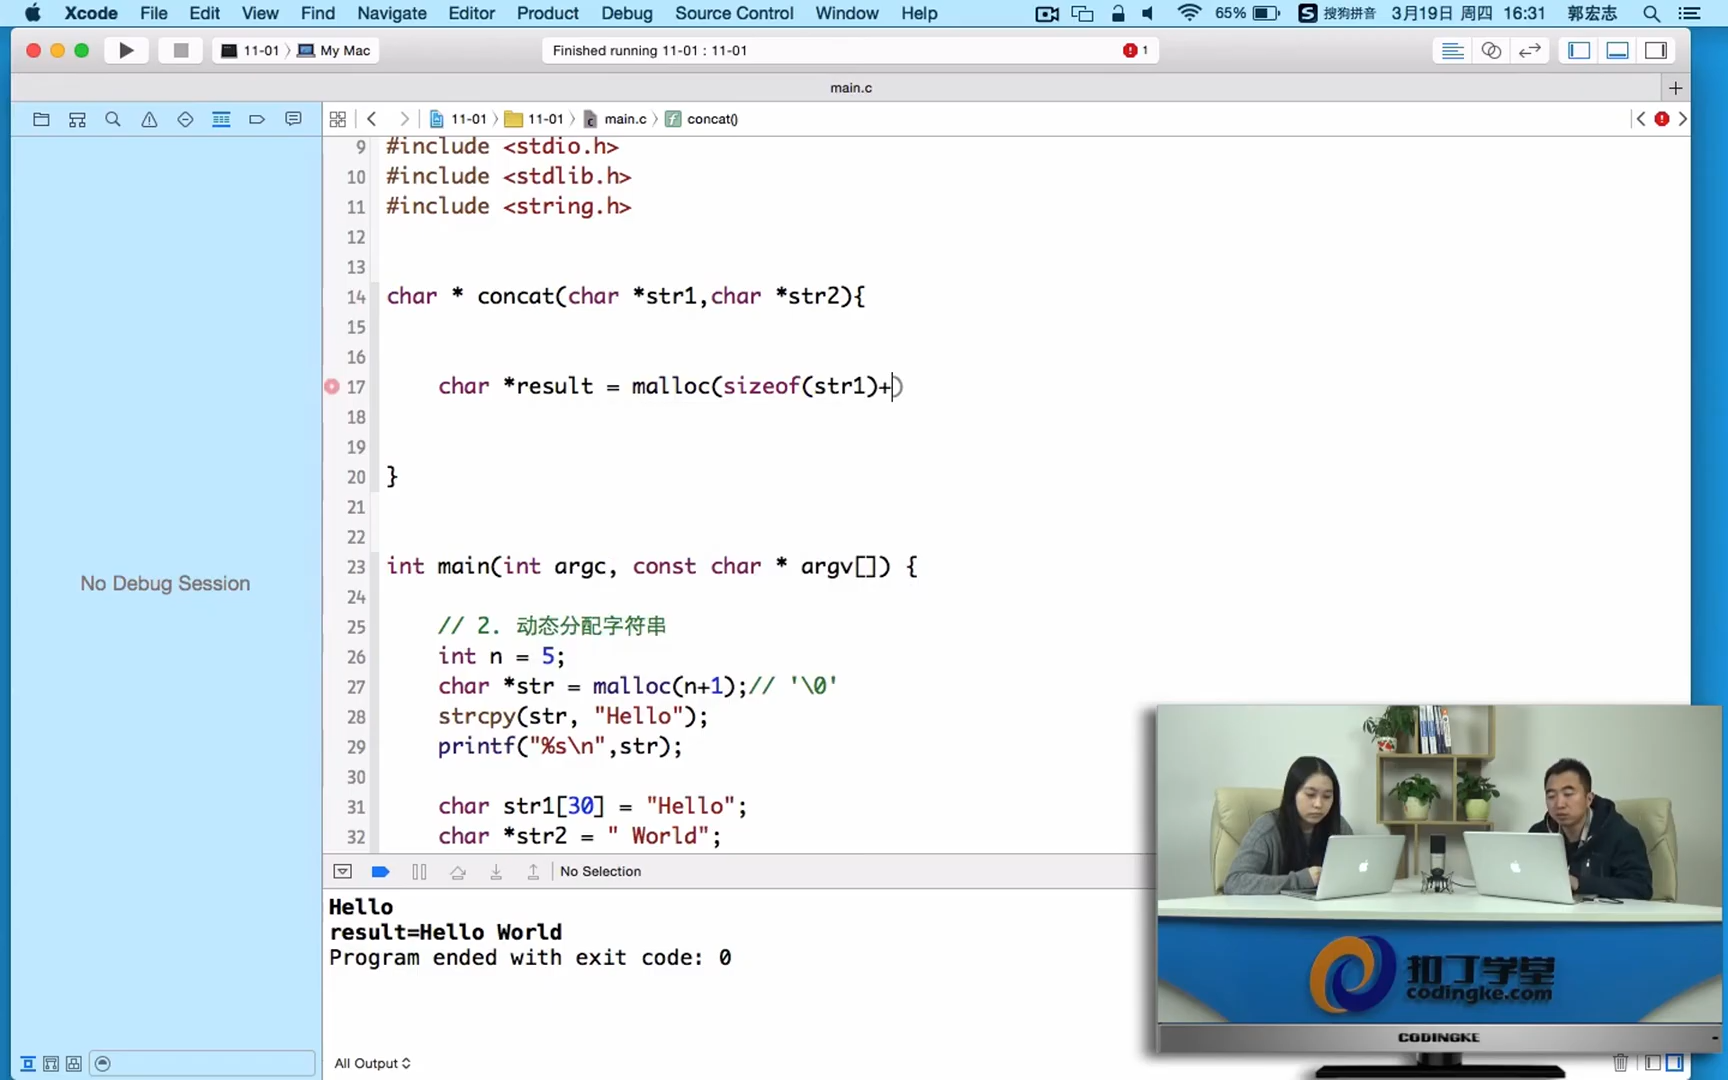 Xcode File Edit View Find Navigate Editor Product Debug Source Control Window Help 65% S 搜狗拼音 3月19日 周四 16:31 郭宏志
11-01 My Mac Finished running 11-01 : 11-01 1
main.c
11-01 11-01 main.c concat()
9 #include <stdio.h>
10 #include <stdlib.h>
11 #include <string.h>
12
13
14 char * concat(char *str1,char *str2){
15
16
17 char *result = malloc(sizeof(str1)+)
18
19
20 }
21
22
23 int main(int argc, const char * argv[]) {
24
25 // 2. 动态分配字符串
26 int n = 5;
27 char *str = malloc(n+1);// '\0'
28 strcpy(str, "Hello");
29 printf("%s\n",str);
30
31 char str1[30] = "Hello";
32 char *str2 = " World";
No Debug Session
No Selection
Hello
result=Hello World
Program ended with exit code: 0
All Output
扣丁学堂
codingke.com
CODINGKE